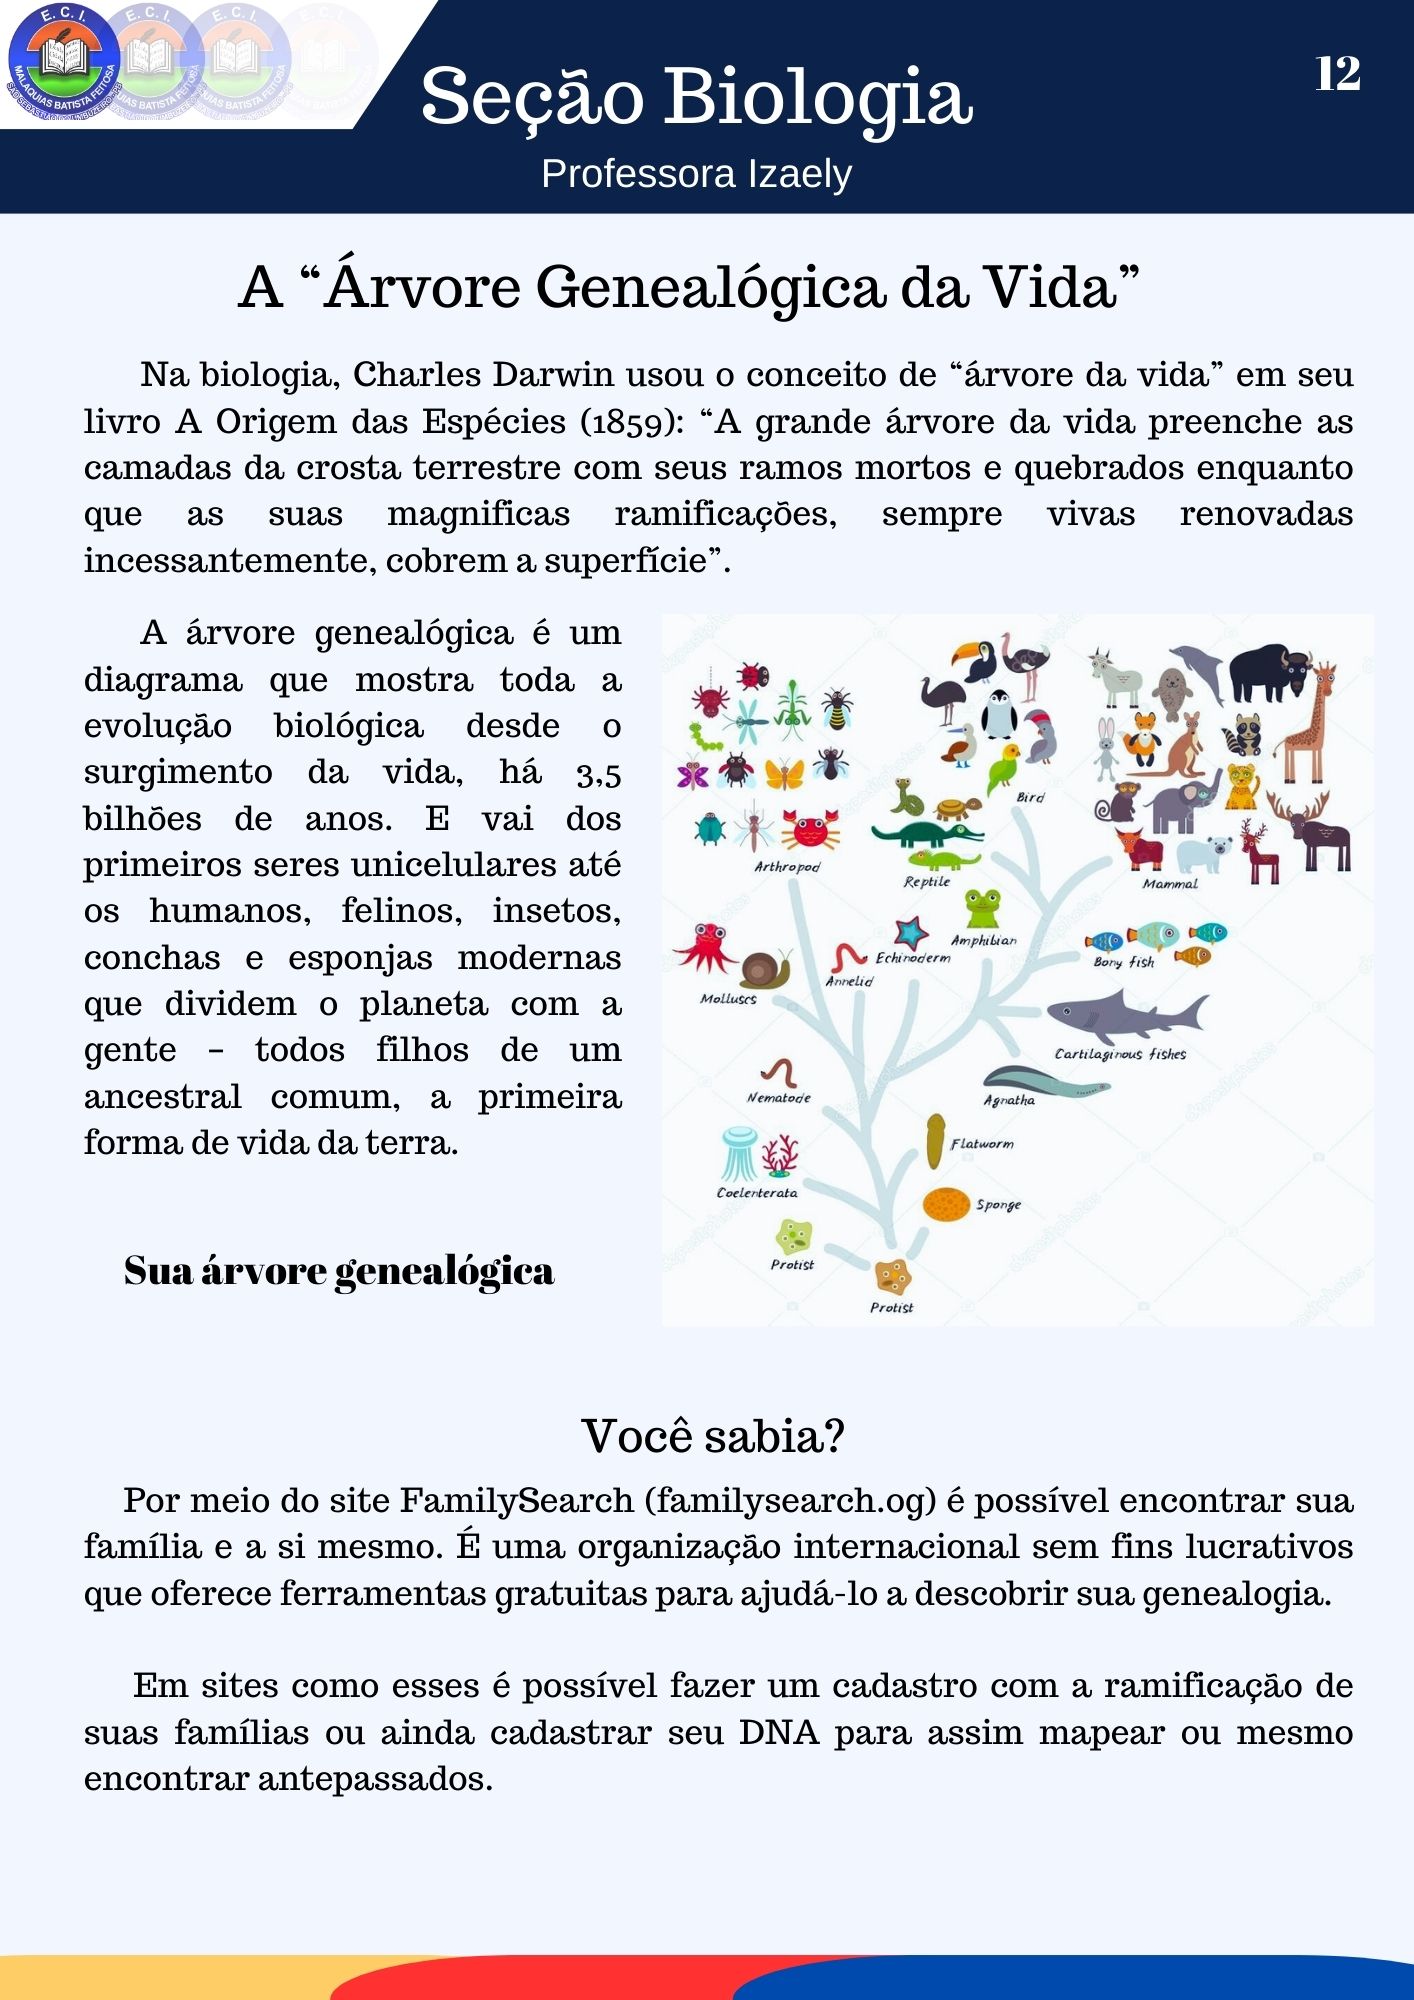 E. C. I.
MALAQUIAS BATISTA FEITOSA
Seção Biologia
12
Professora Izaely
A “Árvore Genealógica da Vida”
Na biologia, Charles Darwin usou o conceito de “árvore da vida” em seu
livro A Origem das Espécies (1859): “A grande árvore da vida preenche as
camadas da crosta terrestre com seus ramos mortos e quebrados enquanto
que as suas magnificas ramificações, sempre vivas renovadas
incessantemente, cobrem a superfície”.
A árvore genealógica é um
diagrama que mostra toda a
evolução biológica desde o
surgimento da vida, há 3,5
bilhões de anos. E vai dos
primeiros seres unicelulares até
os humanos, felinos, insetos,
conchas e esponjas modernas
que dividem o planeta com a
gente – todos filhos de um
ancestral comum, a primeira
forma de vida da terra.
Sua árvore genealógica
Bird
Arthropod
Reptile
Mammal
Amphibian
Echinoderm
Bony fish
Annelid
Molluscs
Cartilaginous fishes
Nematode
Agnatha
Flatworm
Coelenterata
Sponge
Protist
Protist
Você sabia?
Por meio do site FamilySearch (familysearch.og) é possível encontrar sua
família e a si mesmo. É uma organização internacional sem fins lucrativos
que oferece ferramentas gratuitas para ajudá-lo a descobrir sua genealogia.
Em sites como esses é possível fazer um cadastro com a ramificação de
suas famílias ou ainda cadastrar seu DNA para assim mapear ou mesmo
encontrar antepassados.